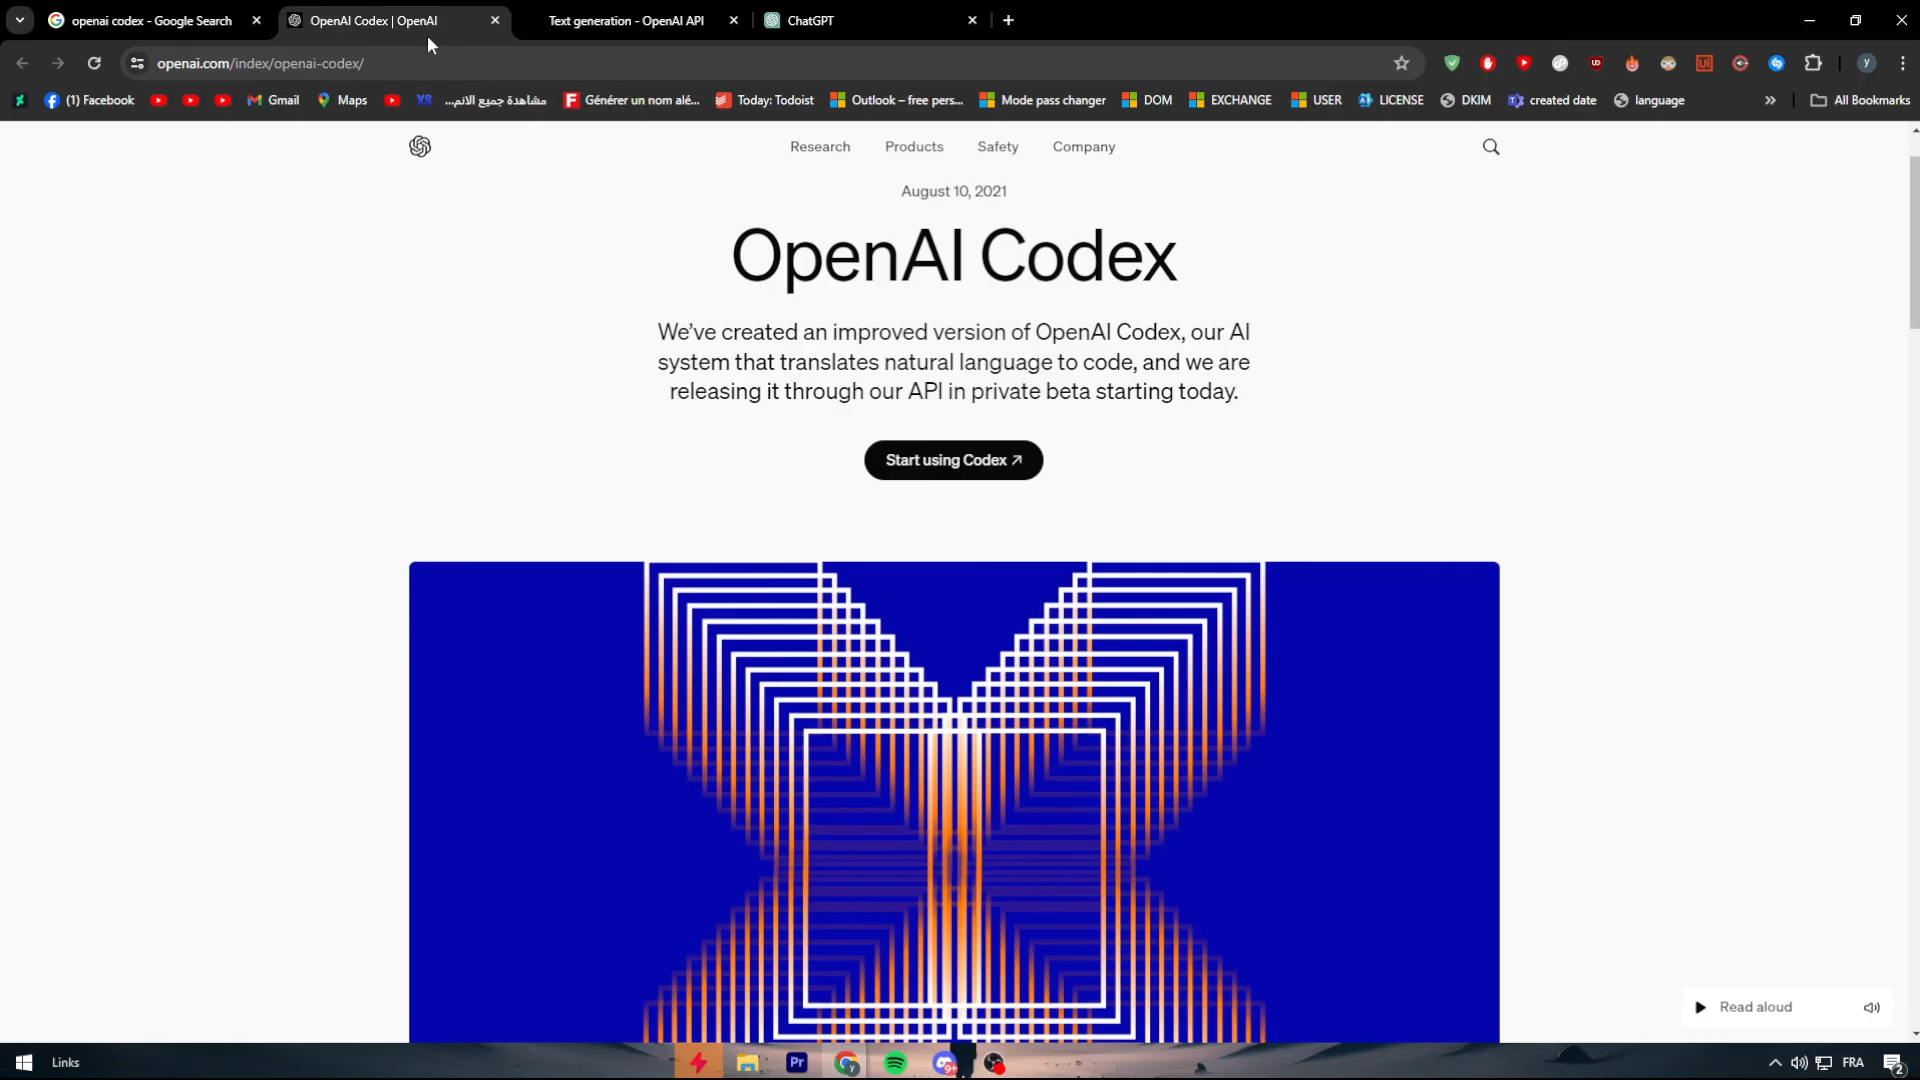 openai codex - Google Search
OpenAI Codex | OpenAI
Text generation - OpenAI API
ChatGPT
openai.com/index/openai-codex/
(1) Facebook
Gmail
Maps
مشاهدة جميع الانم...
Générer un nom alé...
Today: Todoist
Outlook – free pers...
Mode pass changer
DOM
EXCHANGE
USER
LICENSE
DKIM
created date
language
All Bookmarks
Research
Products
Safety
Company
August 10, 2021
OpenAI Codex
We’ve created an improved version of OpenAI Codex, our AI
system that translates natural language to code, and we are
releasing it through our API in private beta starting today.
Start using Codex ↗
Read aloud
Links
Pr
9+
FRA
2